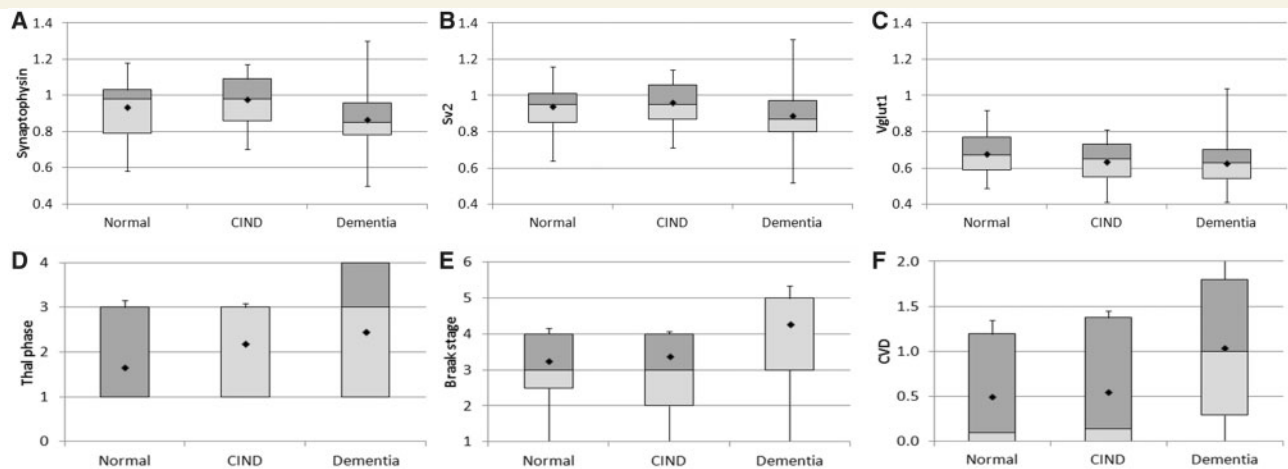 A
Synaptophysin
1.4
1.2
1
0.8
0.6
0.4
Normal CIND Dementia
B
Sv2
1.4
1.2
1
0.8
0.6
0.4
Normal CIND Dementia
C
Vglut1
1.4
1.2
1
0.8
0.6
0.4
Normal CIND Dementia
D
Thal phase
4
3
2
1
0
Normal CIND Dementia
E
Braak stage
6
5
4
3
2
1
Normal CIND Dementia
F
CVD
2.0
1.5
1.0
0.5
0.0
Normal CIND Dementia